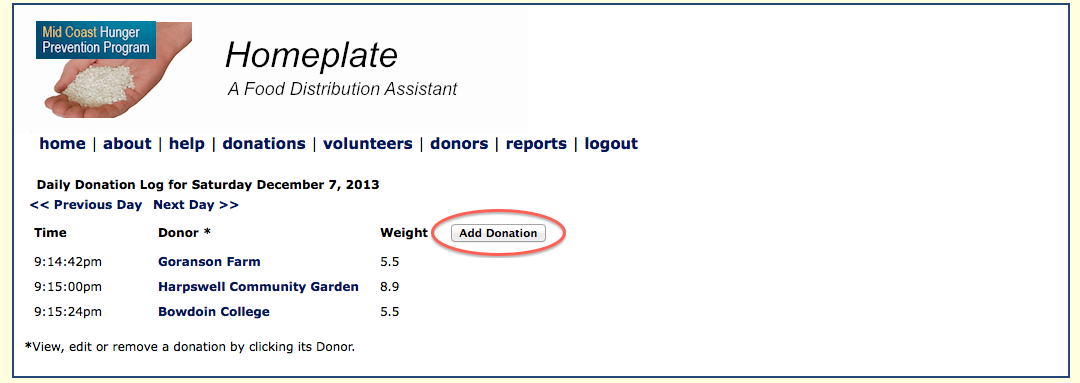 Mid Coast Hunger
Prevention Program
Homeplate
A Food Distribution Assistant
home | about | help | donations | volunteers | donors | reports | logout
Daily Donation Log for Saturday December 7, 2013
<< Previous Day Next Day >>
Time Donor * Weight Add Donation
9:14:42pm Goranson Farm 5.5
9:15:00pm Harpswell Community Garden 8.9
9:15:24pm Bowdoin College 5.5
*View, edit or remove a donation by clicking its Donor.